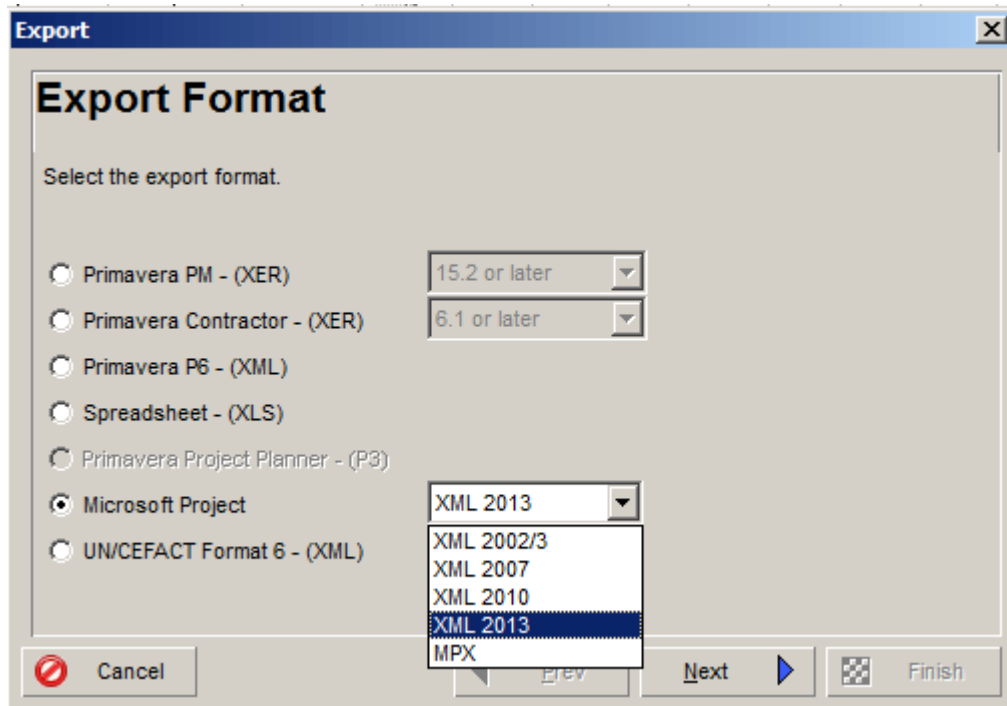 Export
Export Format
Select the export format.
Primavera PM - (XER) 15.2 or later
Primavera Contractor - (XER) 6.1 or later
Primavera P6 - (XML)
Spreadsheet - (XLS)
Primavera Project Planner - (P3)
Microsoft Project XML 2013
UN/CEFACT Format 6 - (XML) XML 2002/3
XML 2007
XML 2010
XML 2013
MPX
Cancel Prev Next Finish